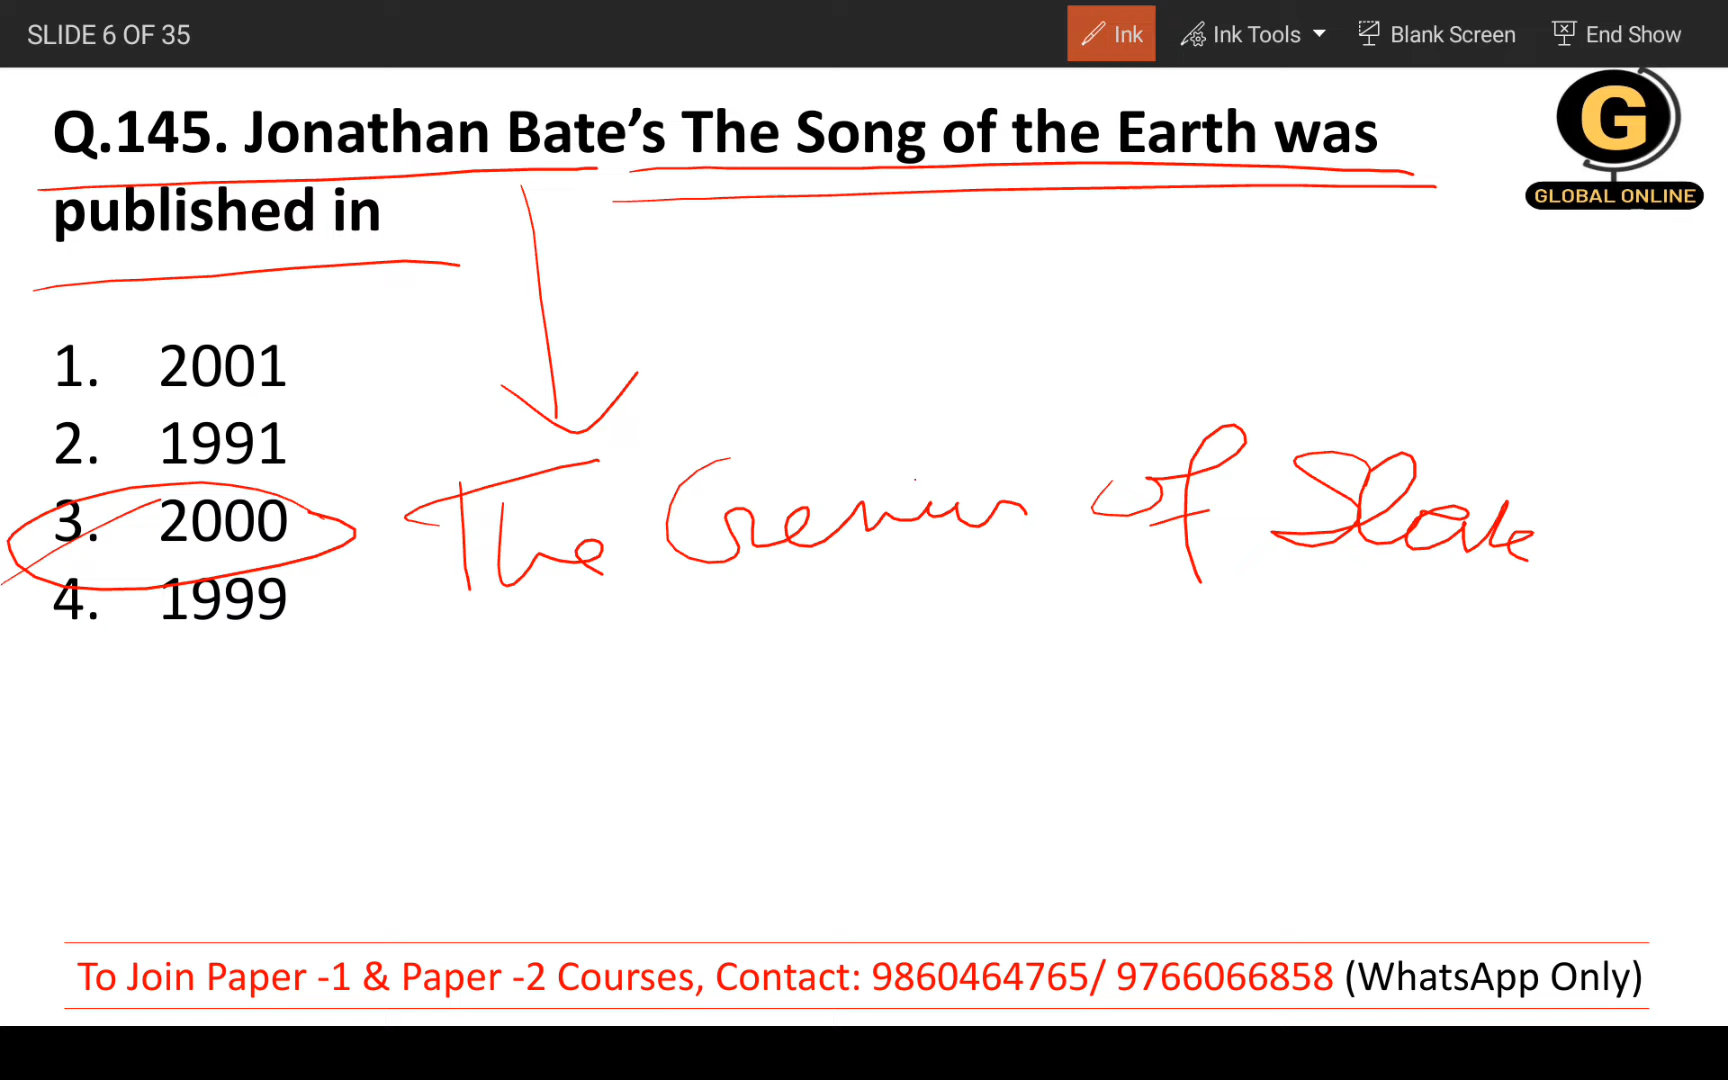 SLIDE 6 OF 35
Ink
Ink Tools
Blank Screen
End Show
Q.145. Jonathan Bate’s The Song of the Earth was
published in
G
GLOBAL ONLINE
1. 2001
2. 1991
3. 2000
4. 1999
The Genius of
To Join Paper -1 & Paper -2 Courses, Contact: 9860464765/ 9766066858 (WhatsApp Only)